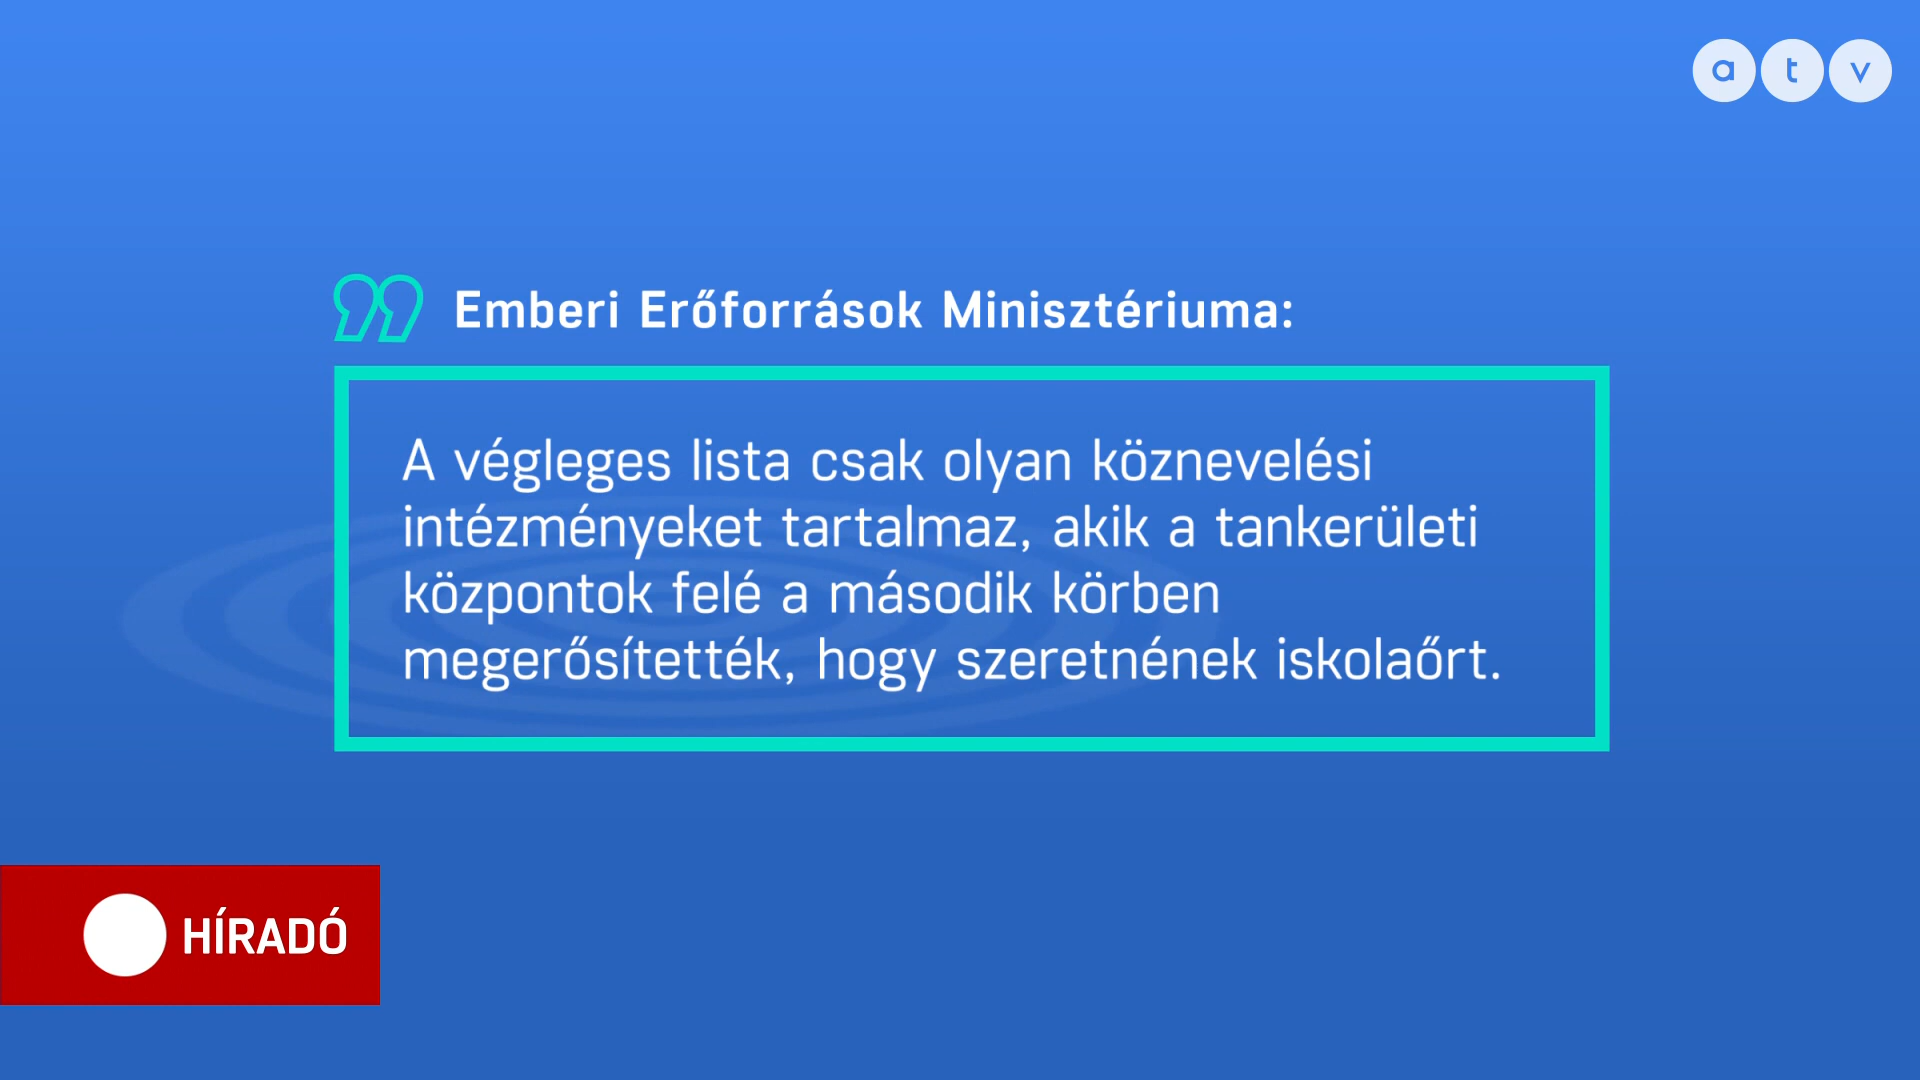 a t v
Emberi Erőforrások Minisztériuma:
A végleges lista csak olyan köznevelési
intézményeket tartalmaz, akik a tankerületi
központok felé a második körben
megerősítették, hogy szeretnének iskolaőrt.
HÍRADÓ